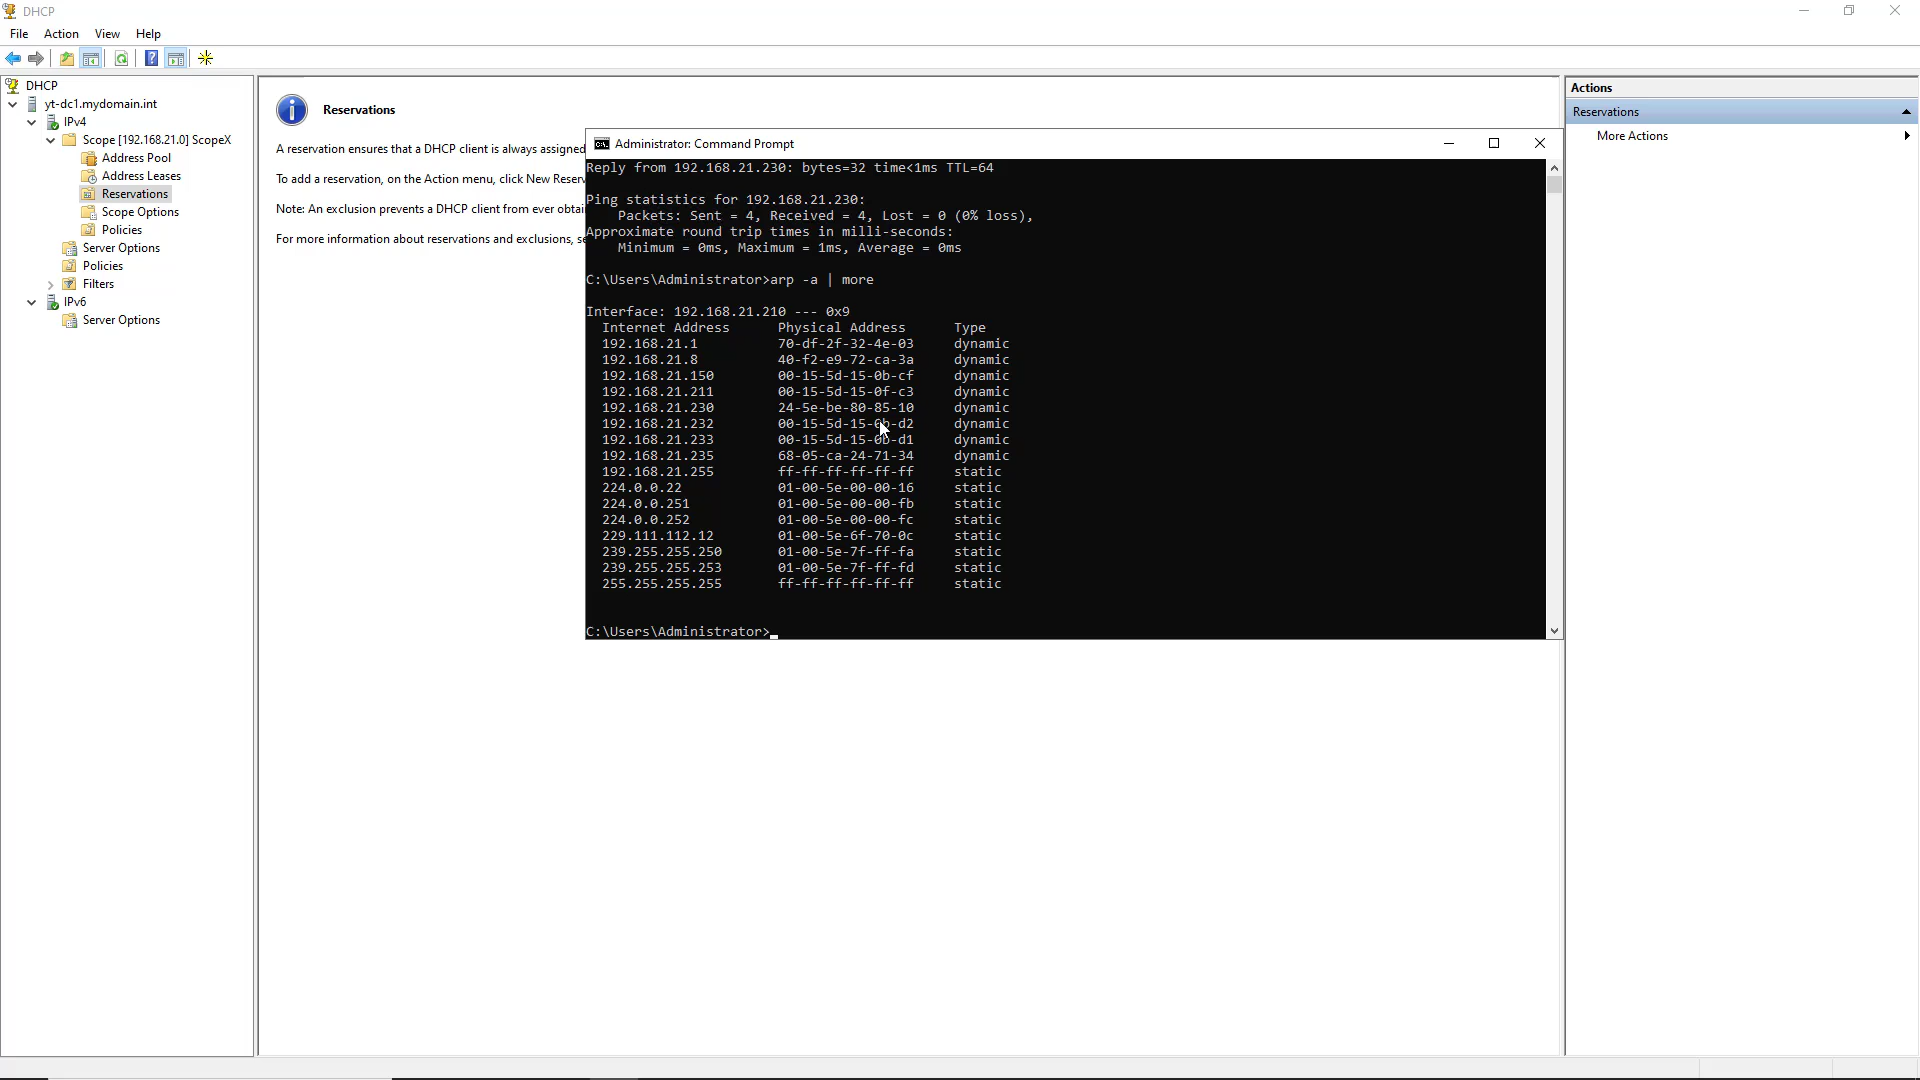 DHCP
File Action View Help
DHCP
yt-dc1.mydomain.int
IPv4
Scope [192.168.21.0] ScopeX
Address Pool
Address Leases
Reservations
Scope Options
Policies
Server Options
Policies
Filters
IPv6
Server Options
Reservations
A reservation ensures that a DHCP client is always assigned
To add a reservation, on the Action menu, click New
Note: An exclusion prevents a DHCP client from ever
For more information about reservations and exclusions,
Administrator: Command Prompt
Reply from 192.168.21.230: bytes=32 time<1ms TTL=64
Ping statistics for 192.168.21.230:
Packets: Sent = 4, Received = 4, Lost = 0 (0% loss),
Approximate round trip times in milli-seconds:
Minimum = 0ms, Maximum = 1ms, Average = 0ms
C:\Users\Administrator>arp -a | more
Interface: 192.168.21.210 --- 0x9
Internet Address Physical Address Type
192.168.21.1 70-df-2f-32-4e-03 dynamic
192.168.21.8 40-f2-e9-72-ca-3a dynamic
192.168.21.150 00-15-5d-15-0b-cf dynamic
192.168.21.211 00-15-5d-15-0f-c3 dynamic
192.168.21.230 24-5e-be-80-85-10 dynamic
192.168.21.232 00-15-5d-15-0b-d2 dynamic
192.168.21.233 00-15-5d-15-0b-d1 dynamic
192.168.21.235 68-05-ca-24-71-34 dynamic
192.168.21.255 ff-ff-ff-ff-ff-ff static
224.0.0.22 01-00-5e-00-00-16 static
224.0.0.251 01-00-5e-00-00-fb static
224.0.0.252 01-00-5e-00-00-fc static
229.111.112.12 01-00-5e-6f-70-0c static
239.255.255.250 01-00-5e-7f-ff-fa static
239.255.255.253 01-00-5e-7f-ff-fd static
255.255.255.255 ff-ff-ff-ff-ff-ff static
C:\Users\Administrator>
Actions
Reservations
More Actions